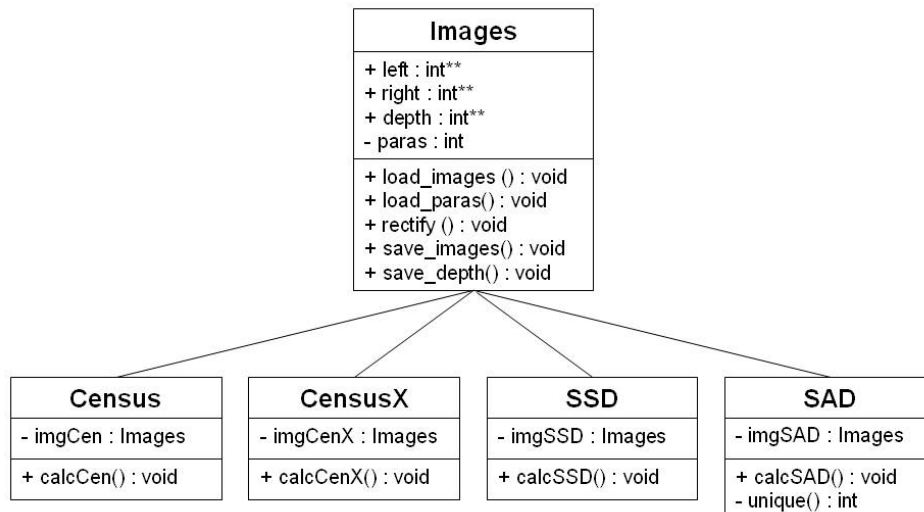 Images
+ left : int**
+ right : int**
+ depth : int**
- paras : int
+ load_images () : void
+ load_paras() : void
+ rectify () : void
+ save_images() : void
+ save_depth() : void
Census
- imgCen : Images
+ calcCen() : void
CensusX
- imgCenX : Images
+ calcCenX() : void
SSD
- imgSSD : Images
+ calcSSD() : void
SAD
- imgSAD : Images
+ calcSAD() : void
- unique() : int